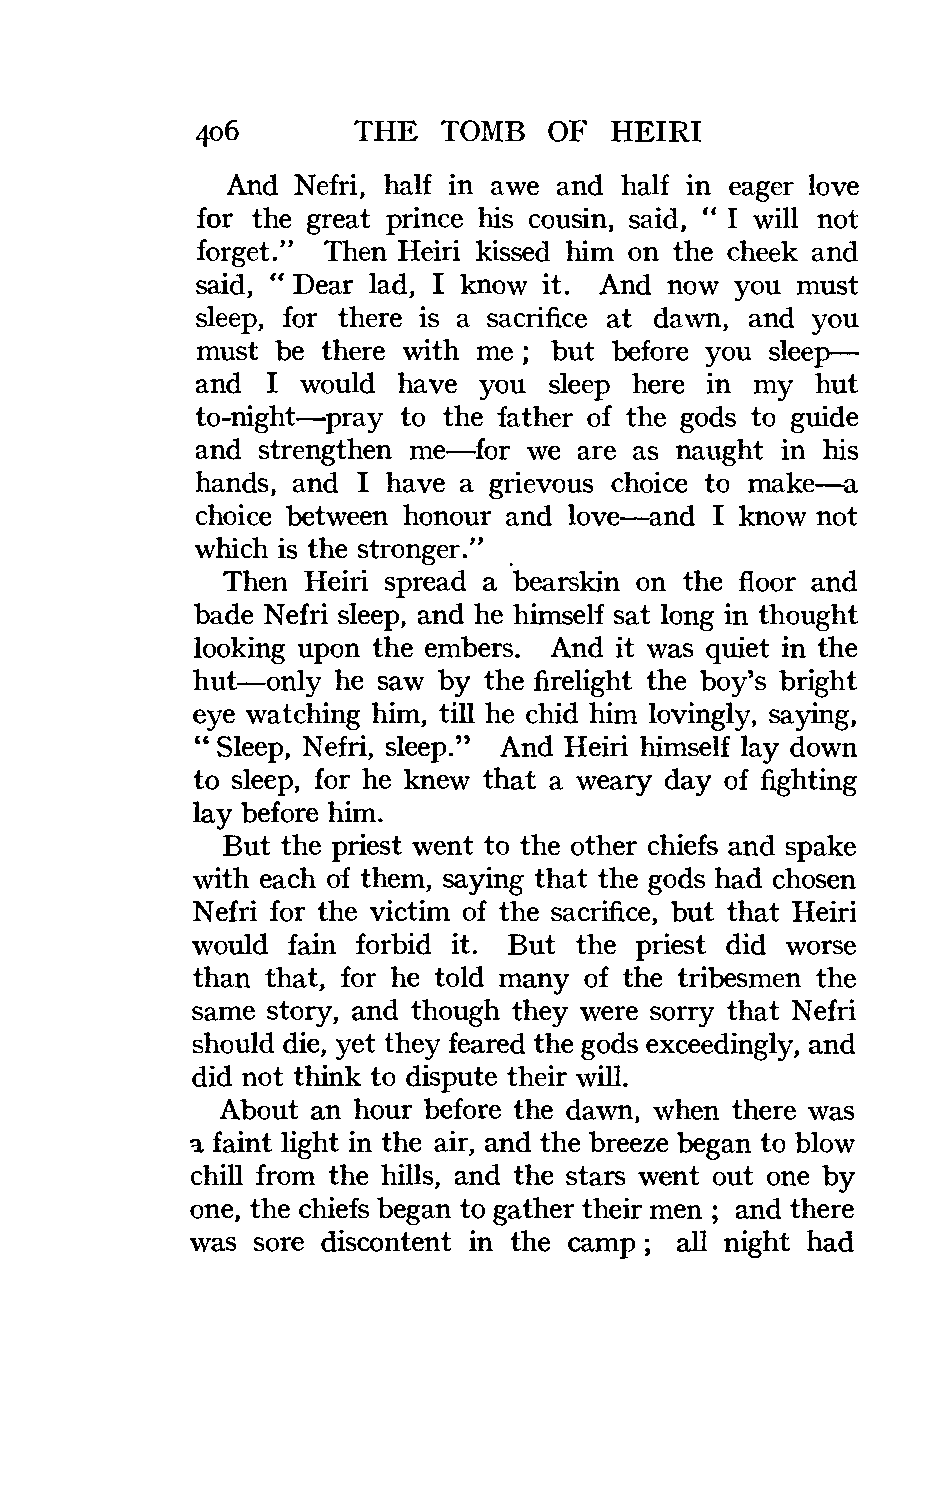 406 THE TOMB OF HEIRI
And Nefri, half in awe and half in eager love
for the great prince his cousin, said, “ I will not
forget.” Then Heiri kissed him on the cheek and
said, “ Dear lad, I know it. And now you must
sleep, for there is a sacrifice at dawn, and you
must be there with me ; but before you sleep—
and I would have you sleep here in my hut
to-night—pray to the father of the gods to guide
and strengthen me—for we are as naught in his
hands, and I have a grievous choice to make—a
choice between honour and love—and I know not
which is the stronger.”
Then Heiri spread a bearskin on the floor and
bade Nefri sleep, and he himself sat long in thought
looking upon the embers. And it was quiet in the
hut—only he saw by the firelight the boy’s bright
eye watching him, till he chid him lovingly, saying,
“ Sleep, Nefri, sleep.” And Heiri himself lay down
to sleep, for he knew that a weary day of fighting
lay before him.
But the priest went to the other chiefs and spake
with each of them, saying that the gods had chosen
Nefri for the victim of the sacrifice, but that Heiri
would fain forbid it. But the priest did worse
than that, for he told many of the tribesmen the
same story, and though they were sorry that Nefri
should die, yet they feared the gods exceedingly, and
did not think to dispute their will.
About an hour before the dawn, when there was
a faint light in the air, and the breeze began to blow
chill from the hills, and the stars went out one by
one, the chiefs began to gather their men ; and there
was sore discontent in the camp ; all night had